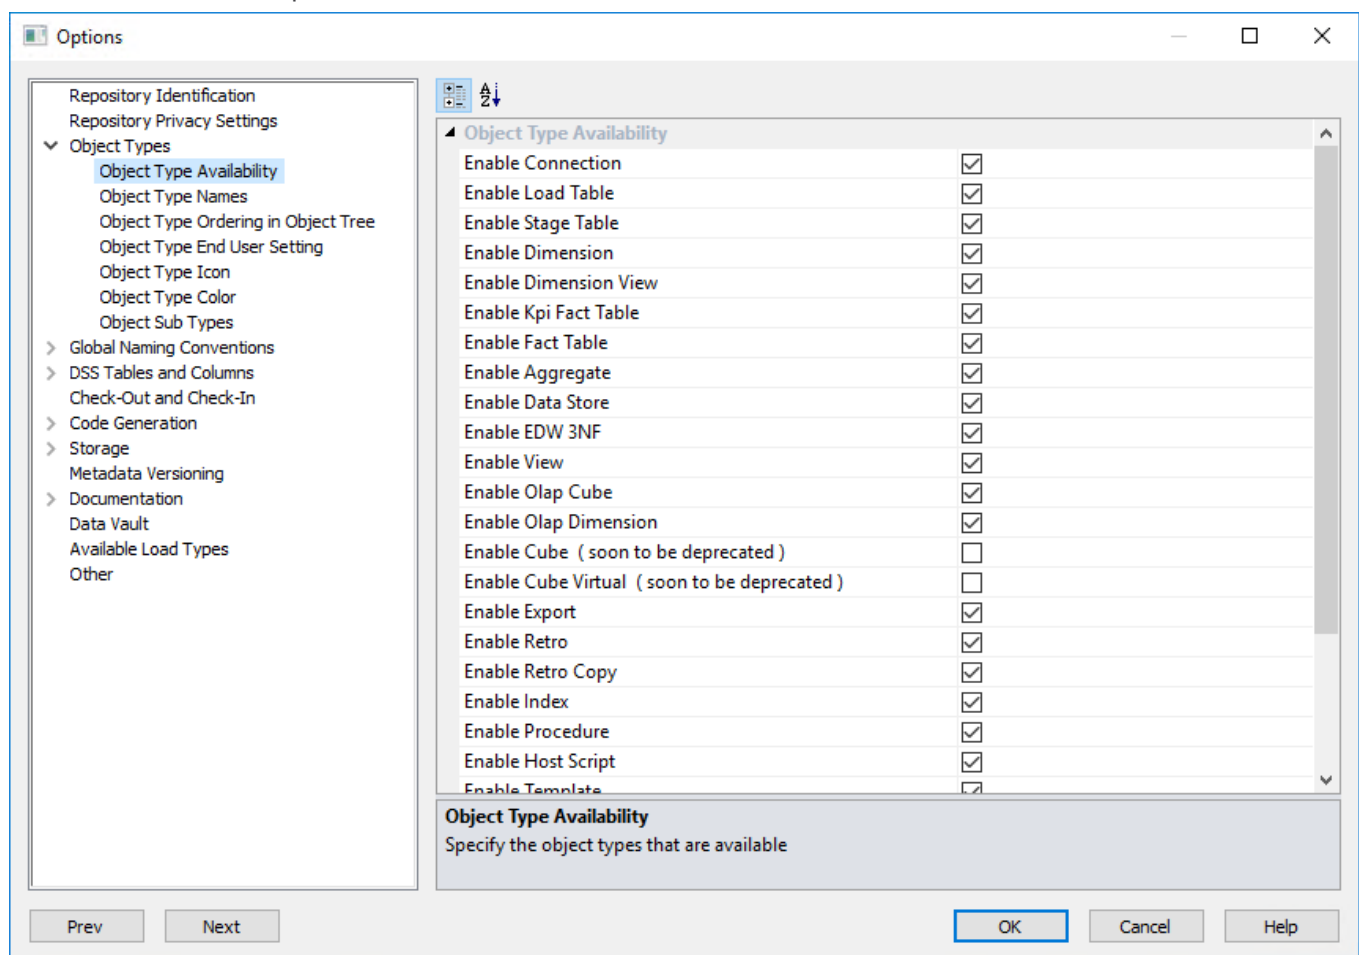 Options
Repository Identification
Repository Privacy Settings
Object Types
Object Type Availability
Object Type Names
Object Type Ordering in Object Tree
Object Type End User Setting
Object Type Icon
Object Type Color
Object Sub Types
Global Naming Conventions
DSS Tables and Columns
Check-Out and Check-In
Code Generation
Storage
Metadata Versioning
Documentation
Data Vault
Available Load Types
Other
Object Type Availability
Enable Connection
Enable Load Table
Enable Stage Table
Enable Dimension
Enable Dimension View
Enable Kpi Fact Table
Enable Fact Table
Enable Aggregate
Enable Data Store
Enable EDW 3NF
Enable View
Enable Olap Cube
Enable Olap Dimension
Enable Cube ( soon to be deprecated )
Enable Cube Virtual ( soon to be deprecated )
Enable Export
Enable Retro
Enable Retro Copy
Enable Index
Enable Procedure
Enable Host Script
Enable Template
Object Type Availability
Specify the object types that are available
Prev
Next
OK
Cancel
Help